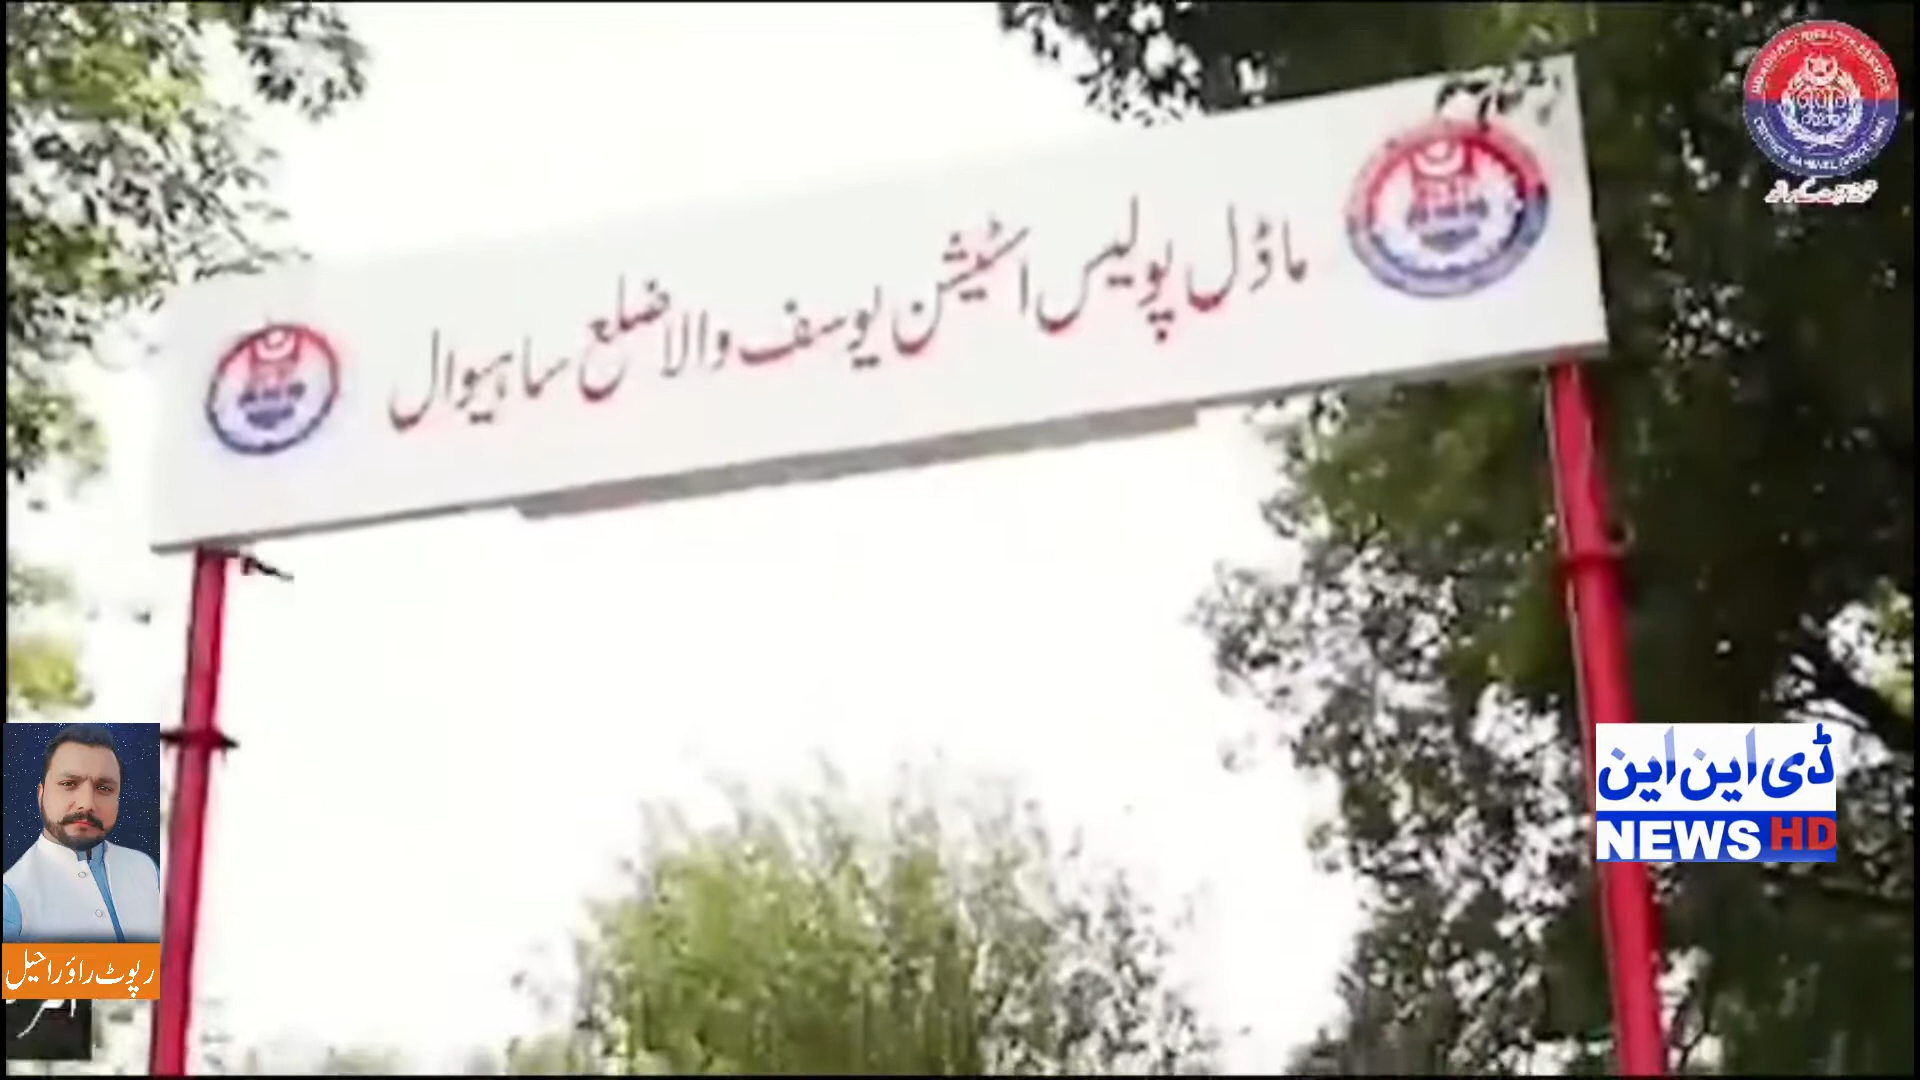 ماڈل پولیس اسٹیشن یوسف والا ضلع ساہیوال
ڈی این این
NEWS HD
رپوٹ راؤ راحیل